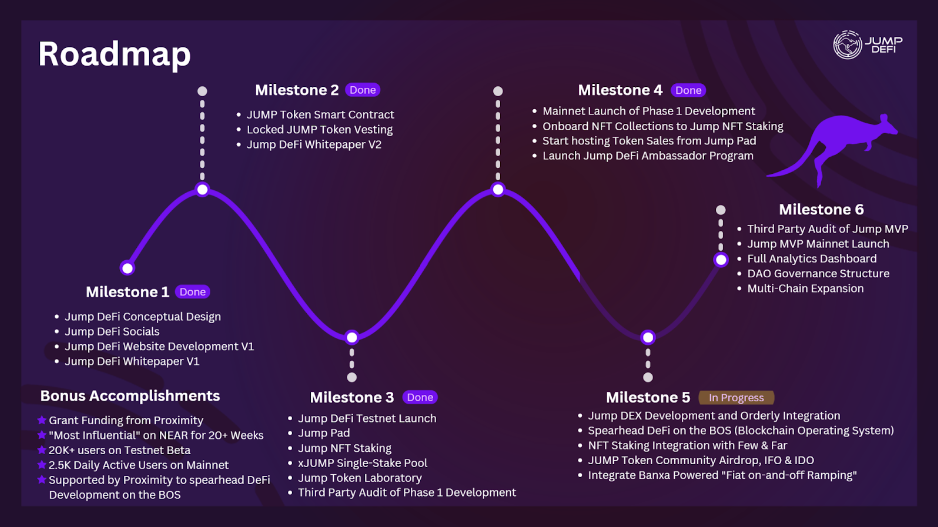 Roadmap
JUMP
DEFI
Milestone 1 Done
Jump DeFi Conceptual Design
Jump DeFi Socials
Jump DeFi Website Development V1
Jump DeFi Whitepaper V1
Milestone 2 Done
JUMP Token Smart Contract
Locked JUMP Token Vesting
Jump DeFi Whitepaper V2
Milestone 3 Done
Jump DeFi Testnet Launch
Jump Pad
Jump NFT Staking
xJUMP Single-Stake Pool
Jump Token Laboratory
Third Party Audit of Phase 1 Development
Milestone 4 Done
Mainnet Launch of Phase 1 Development
Onboard NFT Collections to Jump NFT Staking
Start hosting Token Sales from Jump Pad
Launch Jump DeFi Ambassador Program
Milestone 5 In Progress
Jump DEX Development and Orderly Integration
Spearhead DeFi on the BOS (Blockchain Operating System)
NFT Staking Integration with Few & Far
JUMP Token Community Airdrop, IFO & IDO
Integrate Banxa Powered "Fiat on-and-off Ramping"
Milestone 6
Third Party Audit of Jump MVP
Jump MVP Mainnet Launch
Full Analytics Dashboard
DAO Governance Structure
Multi-Chain Expansion
Bonus Accomplishments
Grant Funding from Proximity
"Most Influential" on NEAR for 20+ Weeks
20K+ users on Testnet Beta
2.5K Daily Active Users on Mainnet
Supported by Proximity to spearhead DeFi
Development on the BOS